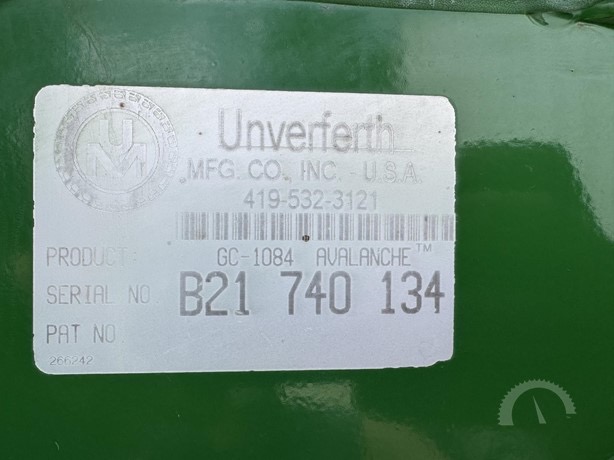 UM
Unverferth
MFG. CO., INC. - U.S.A.
419-532-3121
PRODUCT: GC-1084 AVALANCHE™
SERIAL NO B21 740 134
PAT NO
266242